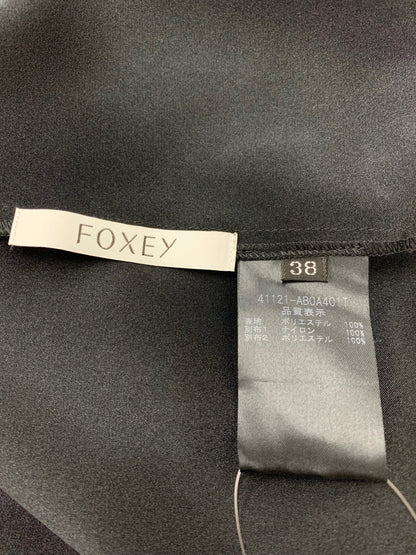 FOXEY
38
41121-ABOA401T
品質表示
表地 ポリエステル 100%
別布1 ナイロン 100%
別布2 ポリエステル 100%